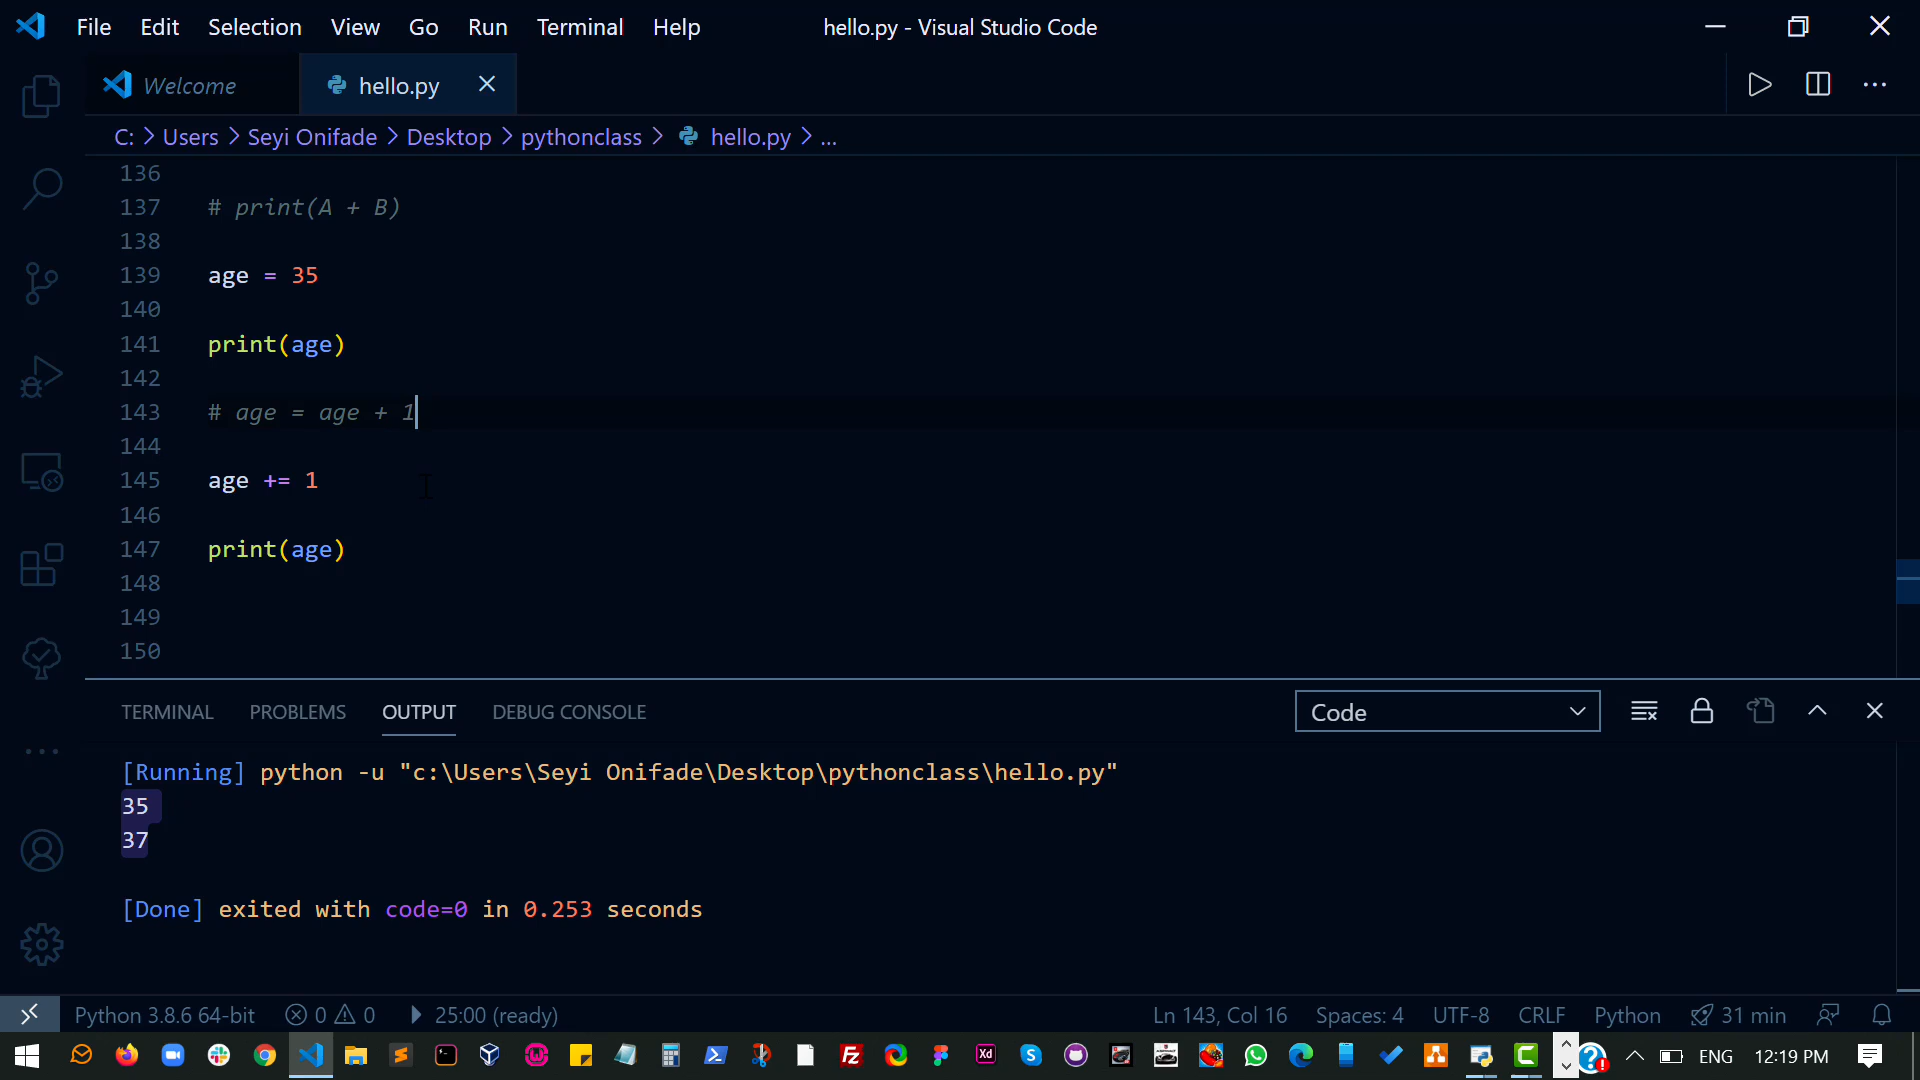 File Edit Selection View Go Run Terminal Help hello.py - Visual Studio Code
Welcome hello.py
C: > Users > Seyi Onifade > Desktop > pythonclass > hello.py > ...
136
137 # print(A + B)
138
139 age = 35
140
141 print(age)
142
143 # age = age + 1
144
145 age += 1
146
147 print(age)
148
149
150
TERMINAL PROBLEMS OUTPUT DEBUG CONSOLE Code
[Running] python -u "c:\Users\Seyi Onifade\Desktop\pythonclass\hello.py"
35
37
[Done] exited with code=0 in 0.253 seconds
Python 3.8.6 64-bit 0 0 25:00 (ready) Ln 143, Col 16 Spaces: 4 UTF-8 CRLF Python 31 min
Xd ENG 12:19 PM